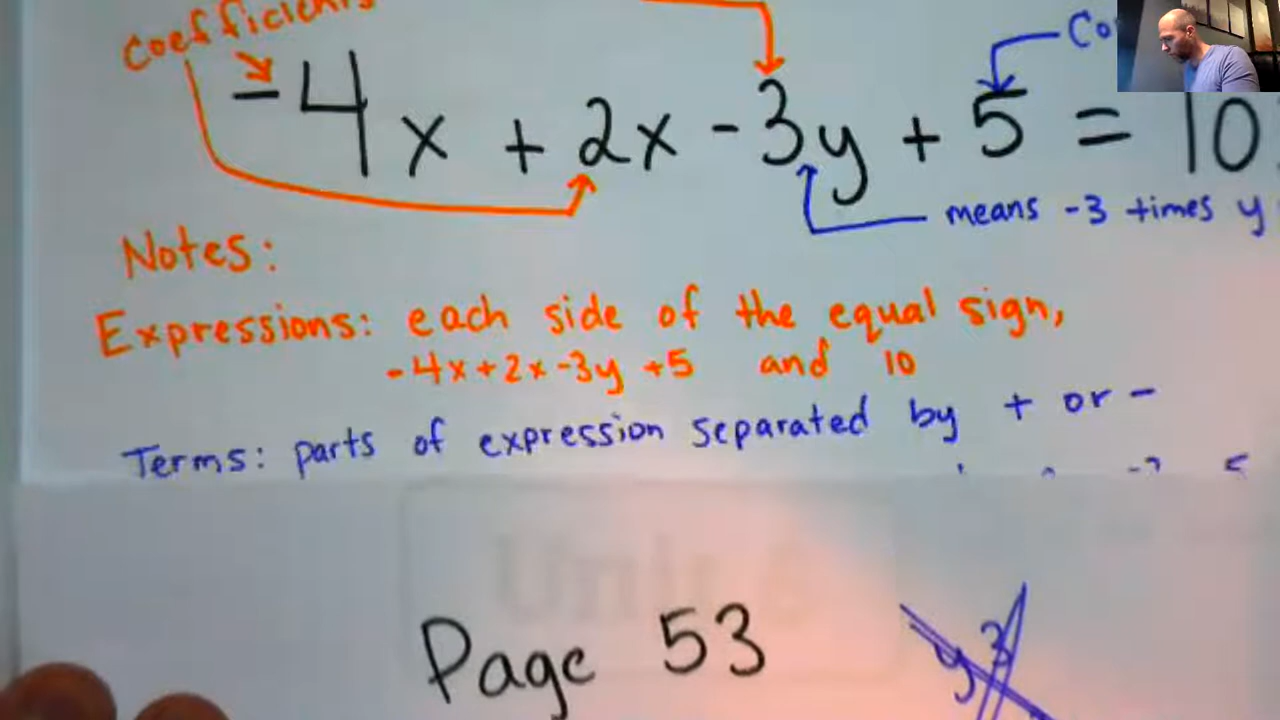 Coefficients
-4x + 2x - 3y + 5 = 10
means -3 times y
Notes:
Expressions: each side of the equal sign,
-4x+2x-3y +5 and 10
Terms: parts of expression separated by + or -
Page 53
y3